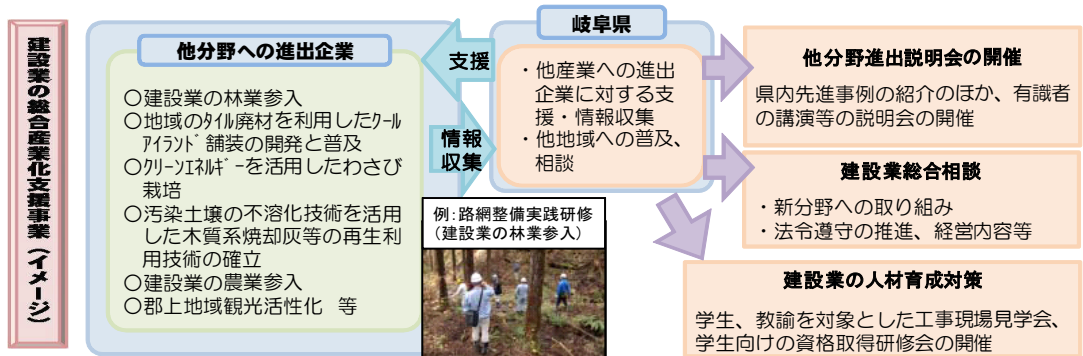 建設業の総合産業化支援事業（イメージ）
他分野への進出企業
○建設業の林業参入
○地域のﾀｲﾙ廃材を利用したｸｰﾙ
ｱｲﾗﾝﾄﾞ舗装の開発と普及
○ｸﾘｰﾝｴﾈﾙｷﾞｰを活用したわさび
栽培
○汚染土壌の不溶化技術を活用
した木質系焼却灰等の再生利
用技術の確立
○建設業の農業参入
○郡上地域観光活性化 等
支援
情報
収集
例：路網整備実践研修
（建設業の林業参入）
岐阜県
・他産業への進出
企業に対する支
援・情報収集
・他地域への普及、
相談
他分野進出説明会の開催
県内先進事例の紹介のほか、有識者
の講演等の説明会の開催
建設業総合相談
・新分野への取り組み
・法令遵守の推進、経営内容等
建設業の人材育成対策
学生、教諭を対象とした工事現場見学会、
学生向けの資格取得研修会の開催